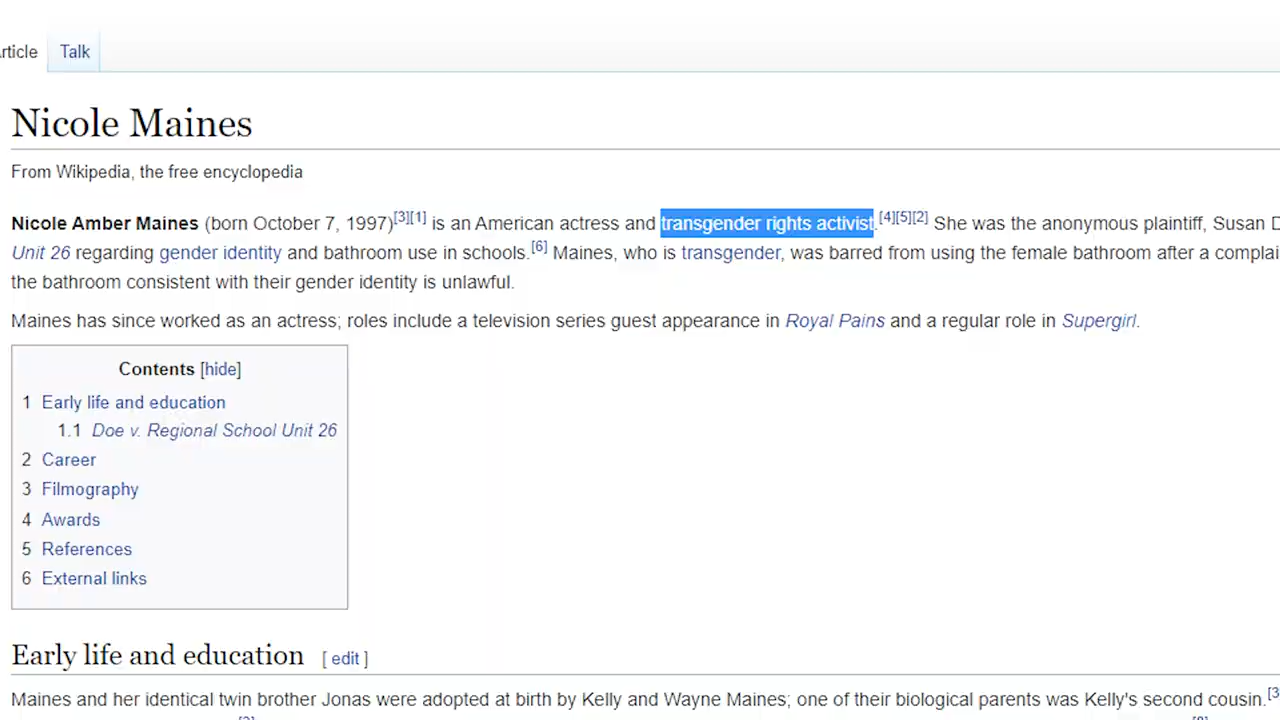 Article Talk
Nicole Maines
From Wikipedia, the free encyclopedia
Nicole Amber Maines (born October 7, 1997)[3][1] is an American actress and transgender rights activist.[4][5][2] She was the anonymous plaintiff, Susan D
Unit 26 regarding gender identity and bathroom use in schools.[6] Maines, who is transgender, was barred from using the female bathroom after a complai
the bathroom consistent with their gender identity is unlawful.
Maines has since worked as an actress; roles include a television series guest appearance in Royal Pains and a regular role in Supergirl.
Contents [hide]
1 Early life and education
1.1 Doe v. Regional School Unit 26
2 Career
3 Filmography
4 Awards
5 References
6 External links
Early life and education [ edit ]
Maines and her identical twin brother Jonas were adopted at birth by Kelly and Wayne Maines; one of their biological parents was Kelly's second cousin.[3